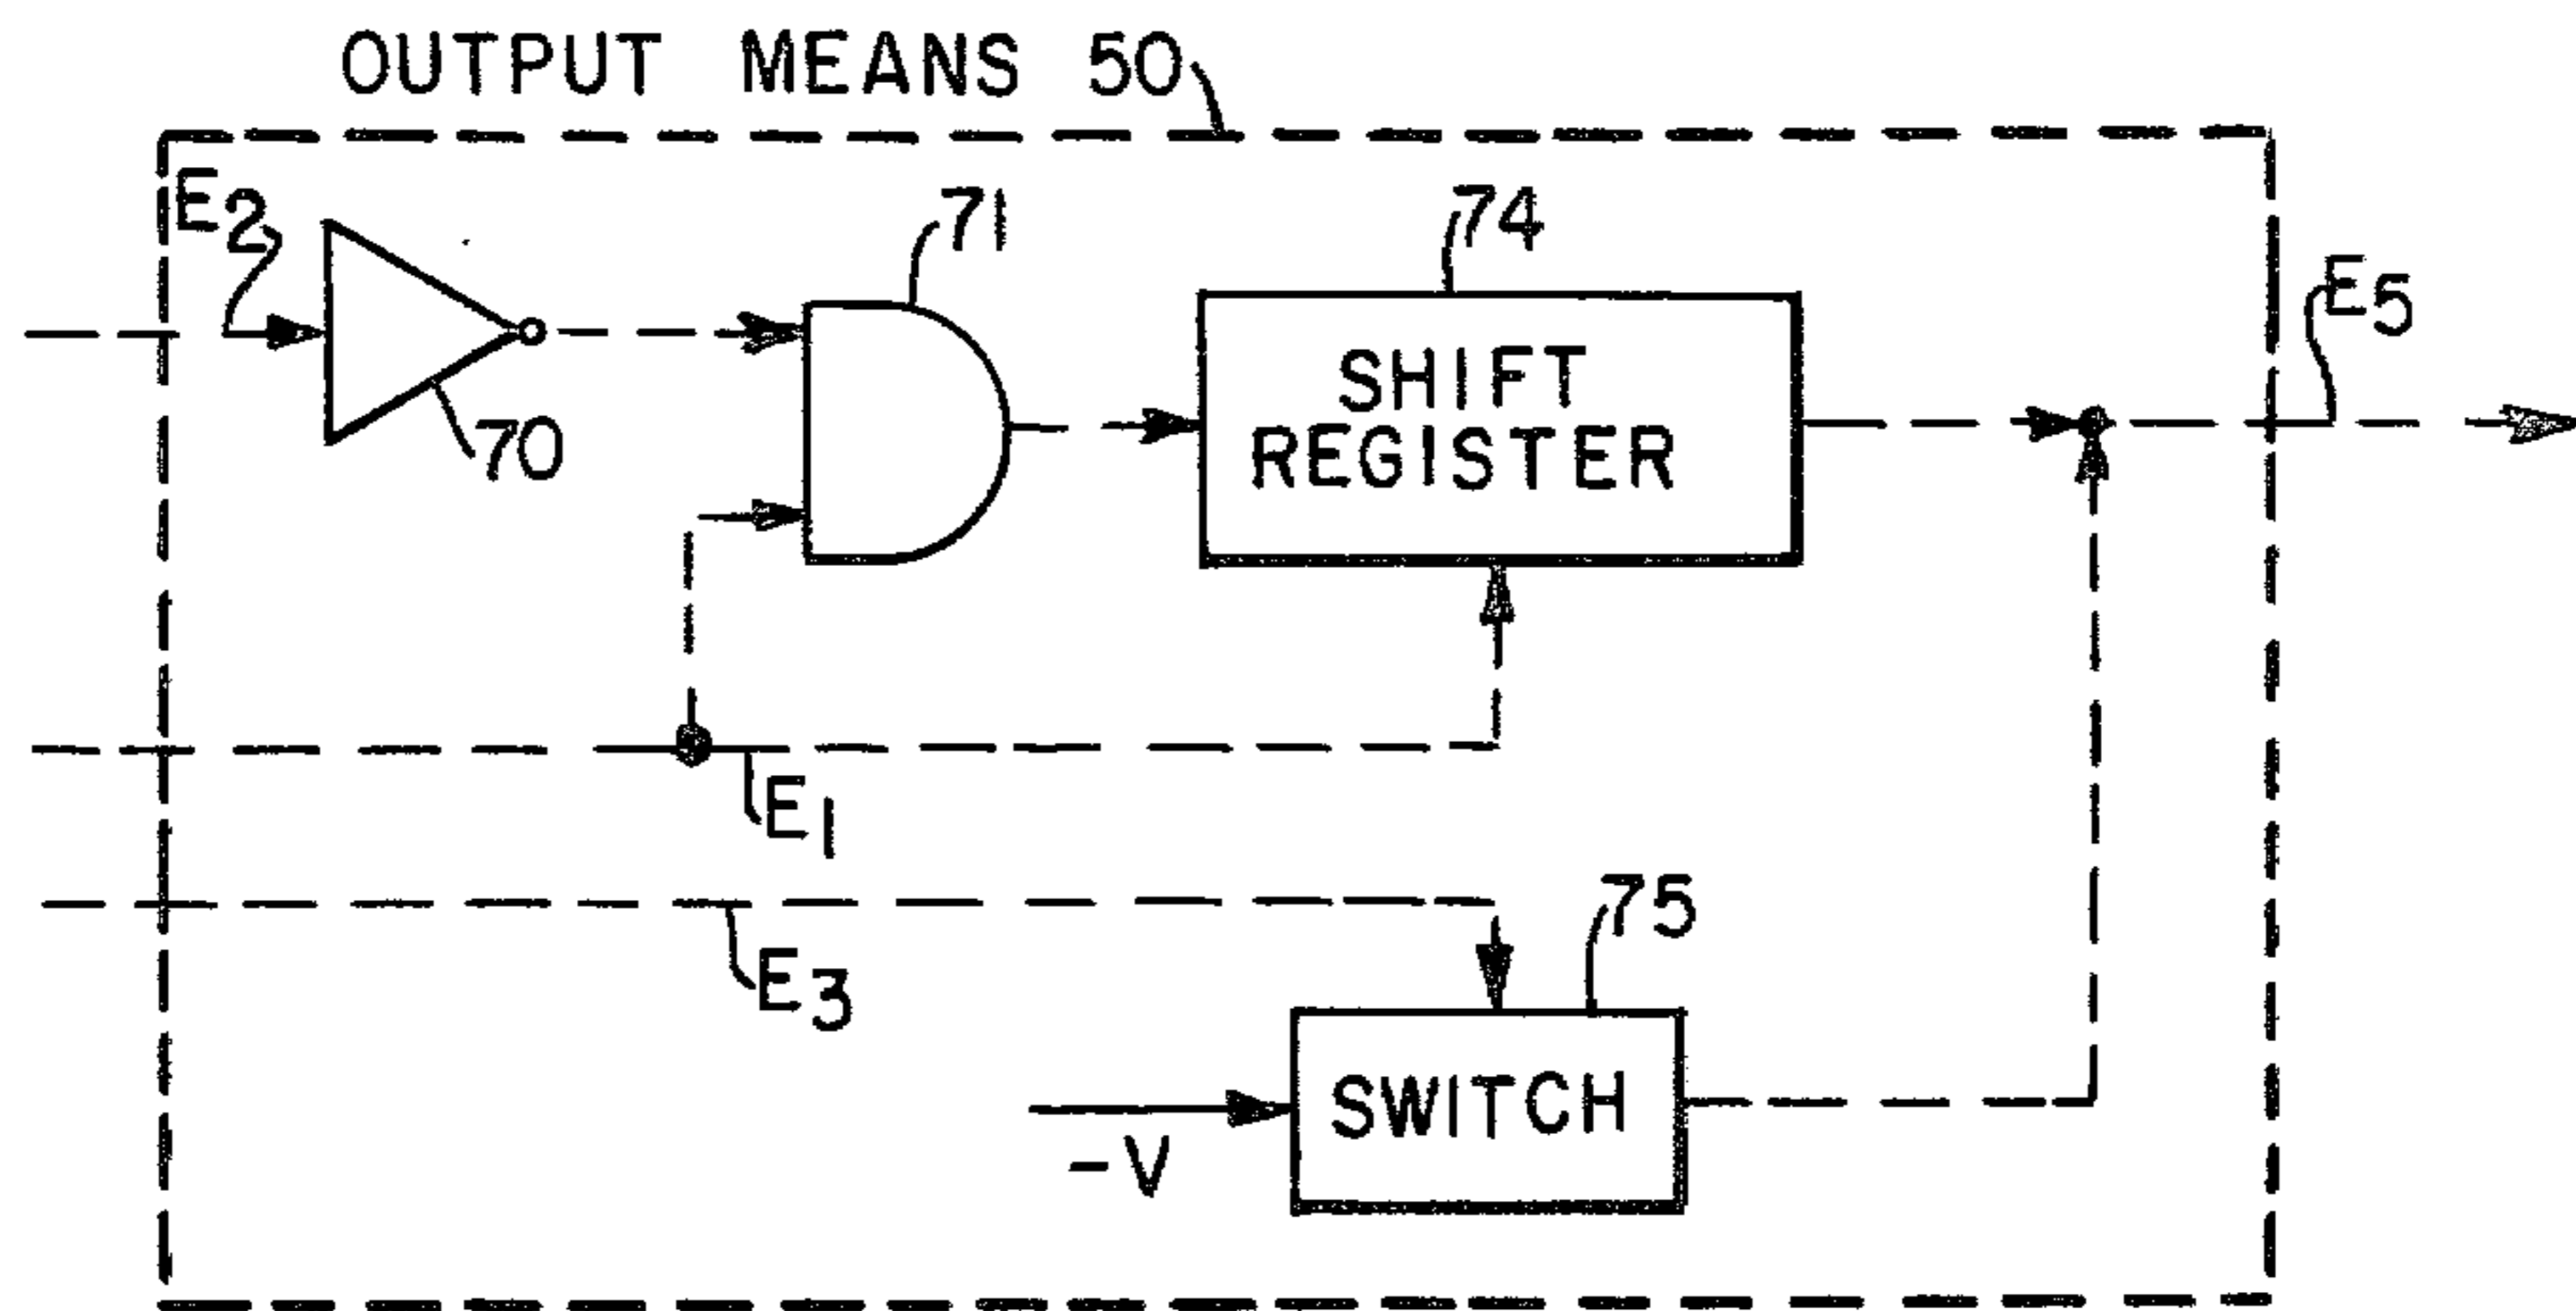 OUTPUT MEANS 50
E2
71
74
E5
SHIFT
REGISTER
70
E1
75
E3
SWITCH
-V